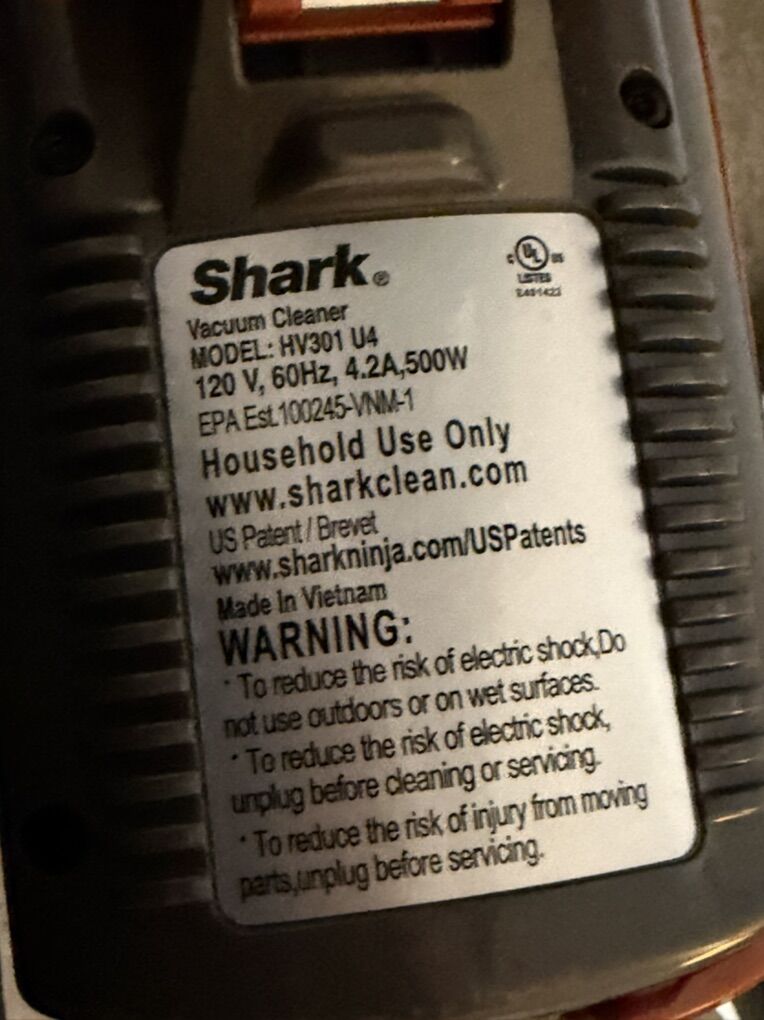 Shark®
C UL US
LISTED
Vacuum Cleaner
MODEL: HV301 U4
120 V, 60Hz, 4.2A,500W
EPA Est.100245-VNM-1
Household Use Only
www.sharkclean.com
US Patent / Brevet
www.sharkninja.com/USPatents
Made In Vietnam
WARNING:
· To reduce the risk of electric shock,Do
not use outdoors or on wet surfaces.
· To reduce the risk of electric shock,
unplug before cleaning or servicing.
· To reduce the risk of injury from moving
parts,unplug before servicing.